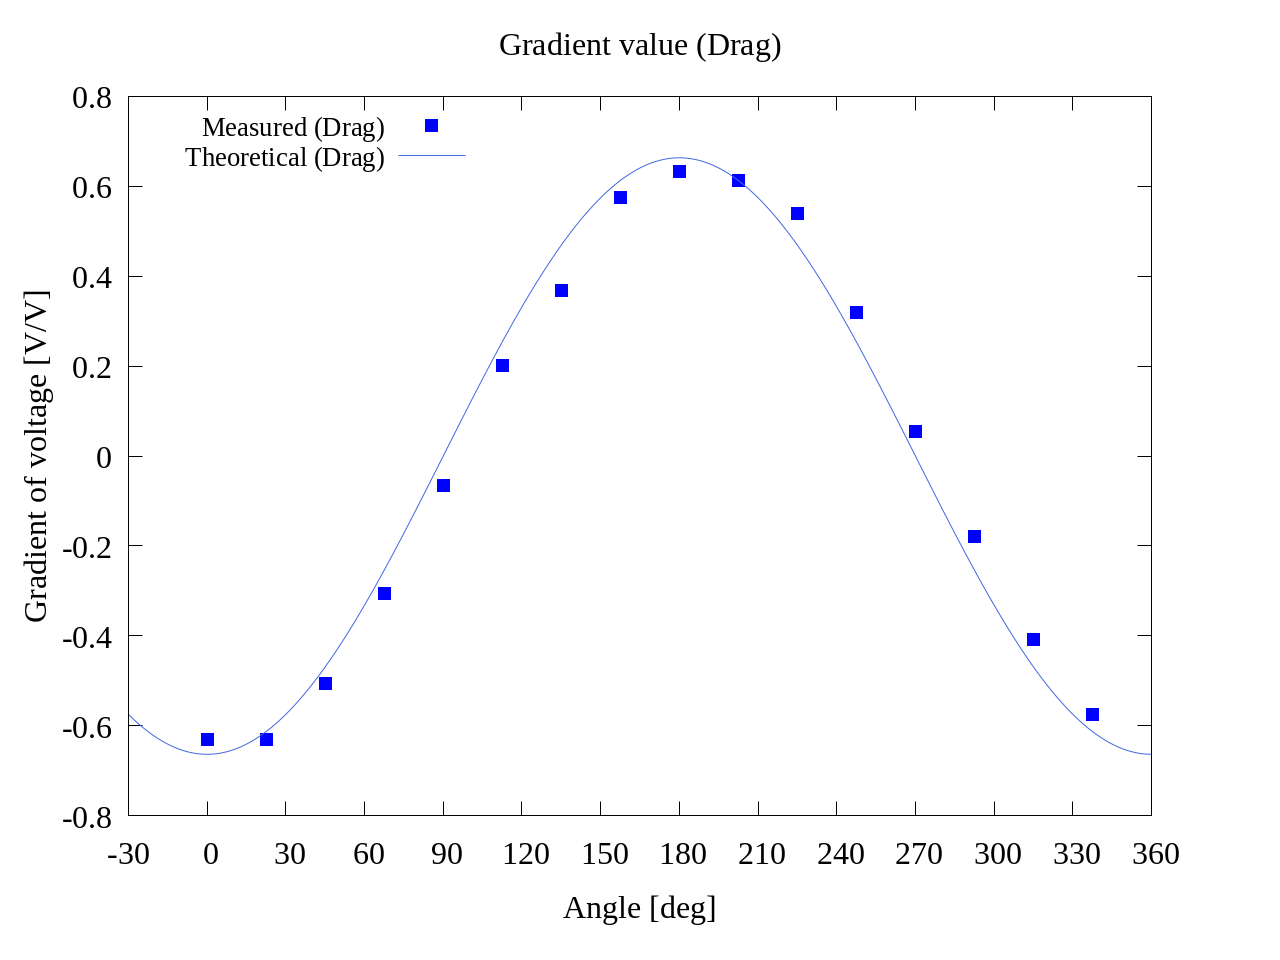 Gradient value (Drag)
Measured (Drag)
Theoretical (Drag)
Gradient of voltage [V/V]
0.8
0.6
0.4
0.2
0
-0.2
-0.4
-0.6
-0.8
-30 0 30 60 90 120 150 180 210 240 270 300 330 360
Angle [deg]